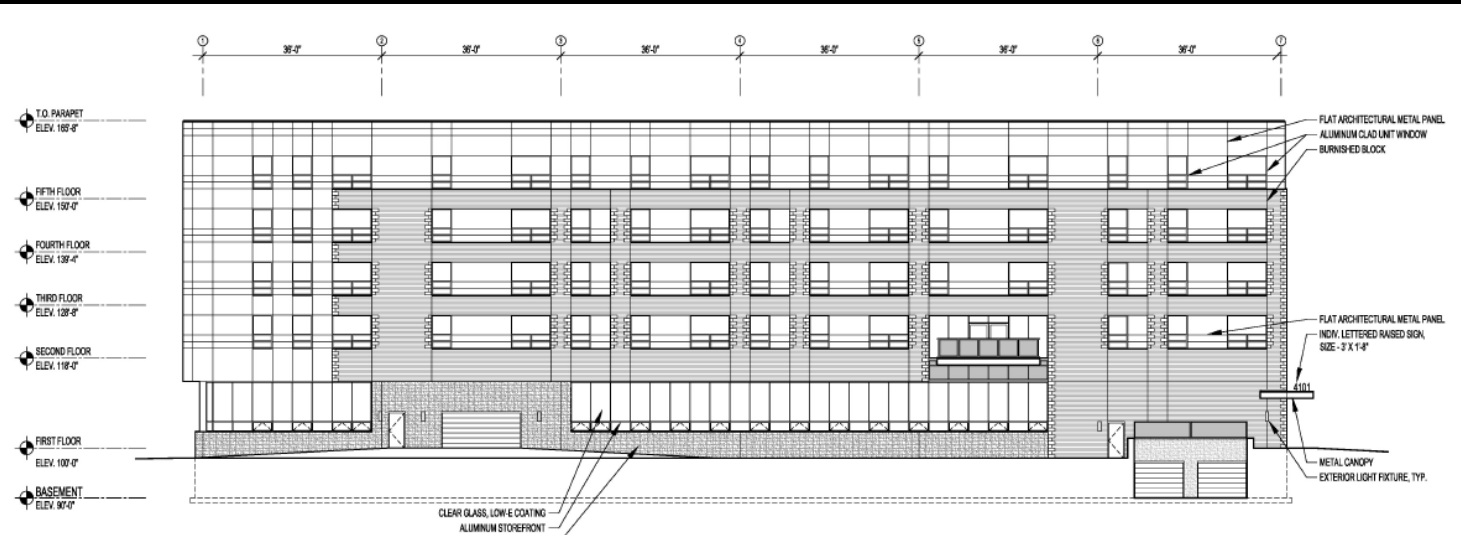 1 2 3 4 5 6 7
36'-0" 36'-0" 36'-0" 36'-0" 36'-0" 36'-0"
T.O. PARAPET
ELEV. 165'-8"
FIFTH FLOOR
ELEV. 150'-0"
FOURTH FLOOR
ELEV. 139'-4"
THIRD FLOOR
ELEV. 128'-8"
SECOND FLOOR
ELEV. 118'-0"
FIRST FLOOR
ELEV. 100'-0"
BASEMENT
ELEV. 90'-0"
FLAT ARCHITECTURAL METAL PANEL
ALUMINUM CLAD UNIT WINDOW
BURNISHED BLOCK
FLAT ARCHITECTURAL METAL PANEL
INDIV. LETTERED RAISED SIGN,
SIZE - 3' X 1'-8"
4101
METAL CANOPY
EXTERIOR LIGHT FIXTURE, TYP.
CLEAR GLASS, LOW-E COATING
ALUMINUM STOREFRONT